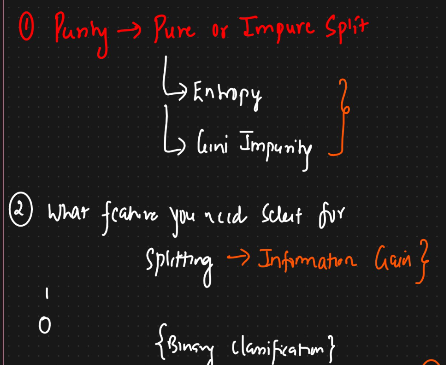 ① Purity → Pure or Impure Split
↳ Entropy
↳ Gini Impurity }
② What feature you need select for
Splitting → Information Gain }
1
0
{Binary Classification}